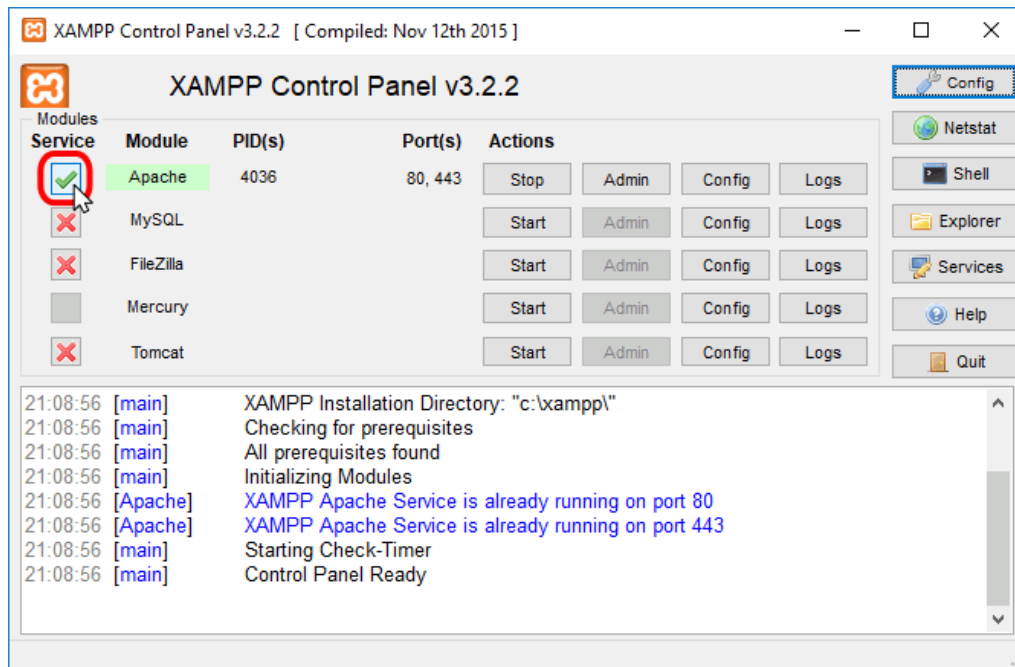 XAMPP Control Panel v3.2.2 [ Compiled: Nov 12th 2015 ]
XAMPP Control Panel v3.2.2
Config
Modules
Service Module PID(s) Port(s) Actions
Netstat
Apache 4036 80, 443 Stop Admin Config Logs
Shell
MySQL Start Admin Config Logs
Explorer
FileZilla Start Admin Config Logs
Services
Mercury Start Admin Config Logs
Help
Tomcat Start Admin Config Logs
Quit
21:08:56 [main] XAMPP Installation Directory: "c:\xampp\"
21:08:56 [main] Checking for prerequisites
21:08:56 [main] All prerequisites found
21:08:56 [main] Initializing Modules
21:08:56 [Apache] XAMPP Apache Service is already running on port 80
21:08:56 [Apache] XAMPP Apache Service is already running on port 443
21:08:56 [main] Starting Check-Timer
21:08:56 [main] Control Panel Ready